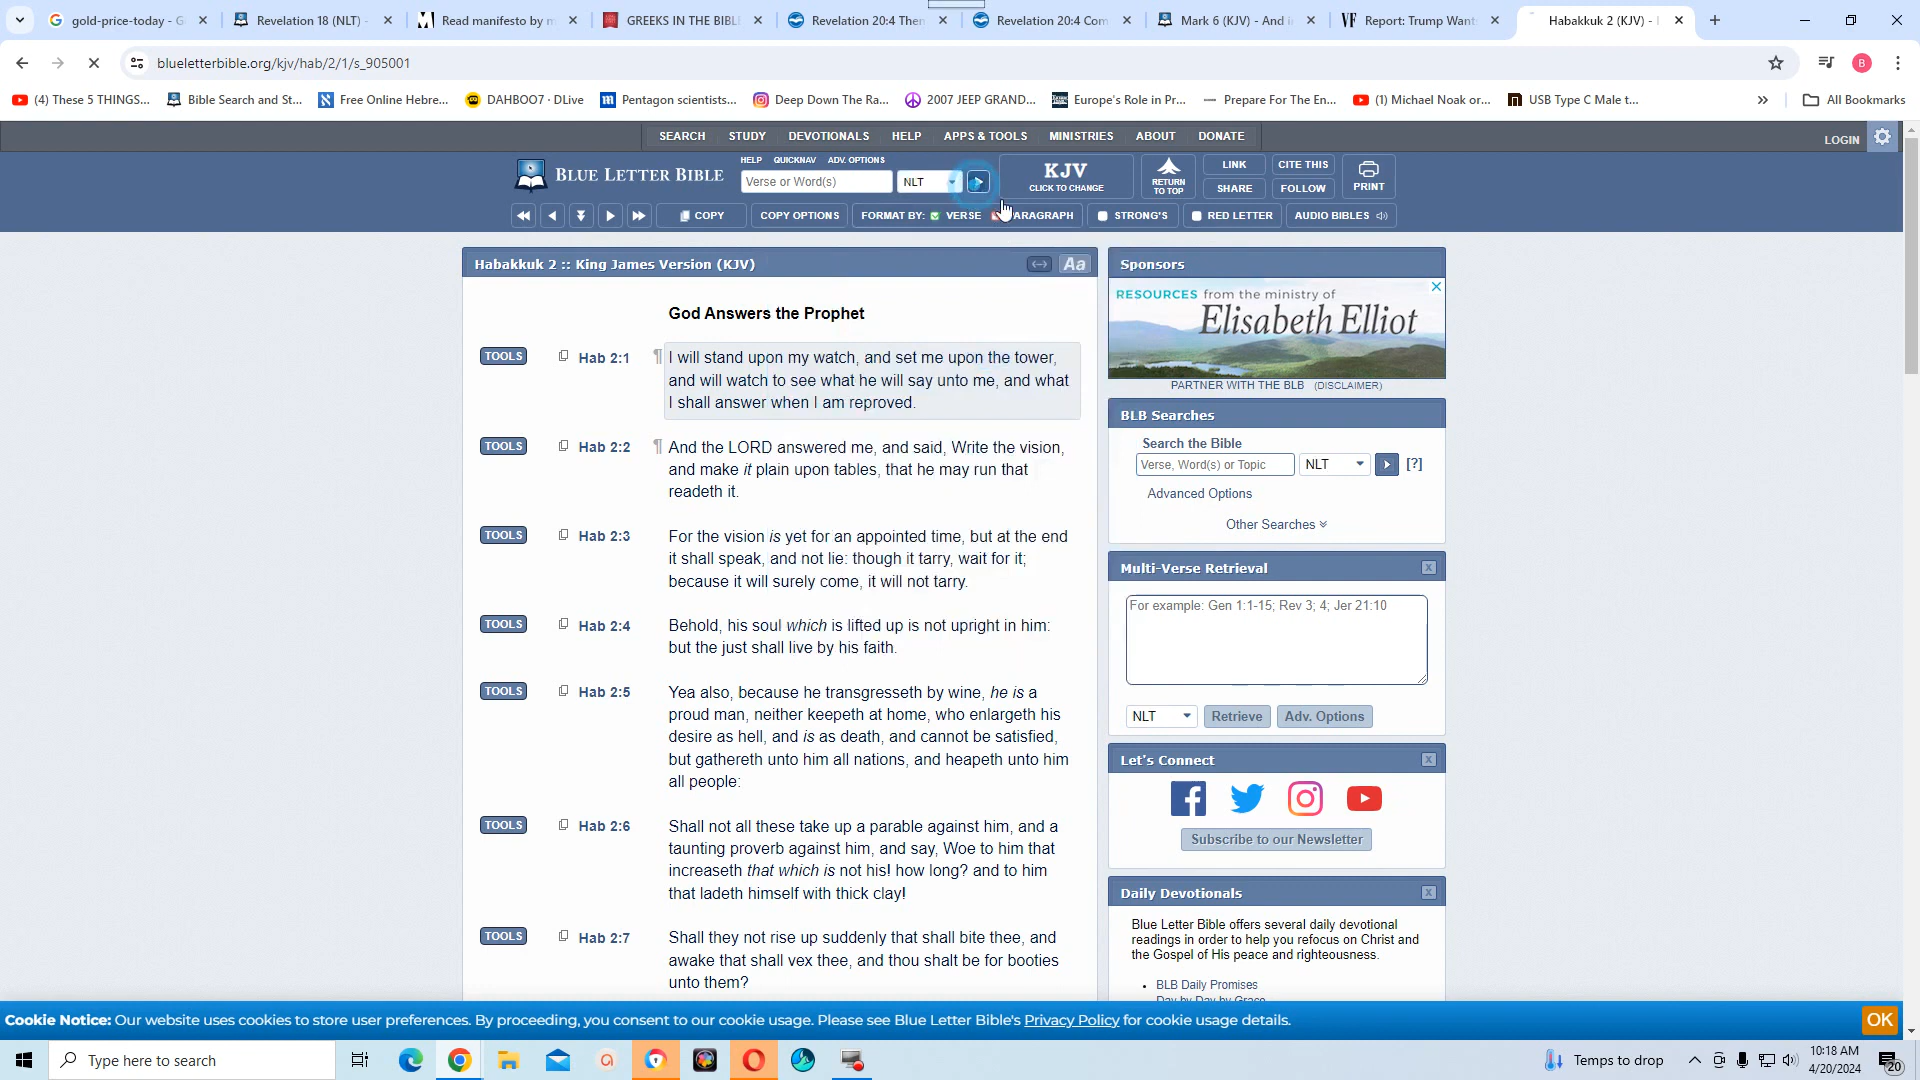 gold-price-today - G
Revelation 18 (NLT) -
Read manifesto by m
GREEKS IN THE BIBL
Revelation 20:4 Then
Revelation 20:4 Com
Mark 6 (KJV) - And i
VF Report: Trump Want
Habakkuk 2 (KJV) -
blueletterbible.org/kjv/hab/2/1/s_905001
B
(4) These 5 THINGS...
Bible Search and St...
Free Online Hebre...
DAHBOO7 · DLive
Pentagon scientists...
Deep Down The Ra...
2007 JEEP GRAND...
Europe's Role in Pr...
Prepare For The En...
(1) Michael Noak or...
USB Type C Male t...
All Bookmarks
SEARCH STUDY DEVOTIONALS HELP APPS & TOOLS MINISTRIES ABOUT DONATE
LOGIN
BLUE LETTER BIBLE
HELP QUICKNAV ADV. OPTIONS
Verse or Word(s)
NLT
KJV
CLICK TO CHANGE
RETURN
TO TOP
LINK
CITE THIS
SHARE
FOLLOW
PRINT
COPY
COPY OPTIONS
FORMAT BY: VERSE PARAGRAPH
STRONG'S
RED LETTER
AUDIO BIBLES
Habakkuk 2 :: King James Version (KJV)
Aa
God Answers the Prophet
TOOLS Hab 2:1 ¶ I will stand upon my watch, and set me upon the tower,
and will watch to see what he will say unto me, and what
I shall answer when I am reproved.
TOOLS Hab 2:2 ¶ And the LORD answered me, and said, Write the vision,
and make it plain upon tables, that he may run that
readeth it.
TOOLS Hab 2:3 For the vision is yet for an appointed time, but at the end
it shall speak, and not lie: though it tarry, wait for it;
because it will surely come, it will not tarry.
TOOLS Hab 2:4 Behold, his soul which is lifted up is not upright in him:
but the just shall live by his faith.
TOOLS Hab 2:5 Yea also, because he transgresseth by wine, he is a
proud man, neither keepeth at home, who enlargeth his
desire as hell, and is as death, and cannot be satisfied,
but gathereth unto him all nations, and heapeth unto him
all people:
TOOLS Hab 2:6 Shall not all these take up a parable against him, and a
taunting proverb against him, and say, Woe to him that
increaseth that which is not his! how long? and to him
that ladeth himself with thick clay!
TOOLS Hab 2:7 Shall they not rise up suddenly that shall bite thee, and
awake that shall vex thee, and thou shalt be for booties
unto them?
Sponsors
RESOURCES from the ministry of
Elisabeth Elliot
PARTNER WITH THE BLB (DISCLAIMER)
BLB Searches
Search the Bible
Verse, Word(s) or Topic
NLT
[?]
Advanced Options
Other Searches
Multi-Verse Retrieval
For example: Gen 1:1-15; Rev 3; 4; Jer 21:10
NLT
Retrieve
Adv. Options
Let's Connect
Subscribe to our Newsletter
Daily Devotionals
Blue Letter Bible offers several daily devotional
readings in order to help you refocus on Christ and
the Gospel of His peace and righteousness.
• BLB Daily Promises
Day by Day by Grace
Cookie Notice: Our website uses cookies to store user preferences. By proceeding, you consent to our cookie usage. Please see Blue Letter Bible's Privacy Policy for cookie usage details.
OK
Type here to search
Temps to drop
10:18 AM
4/20/2024
20